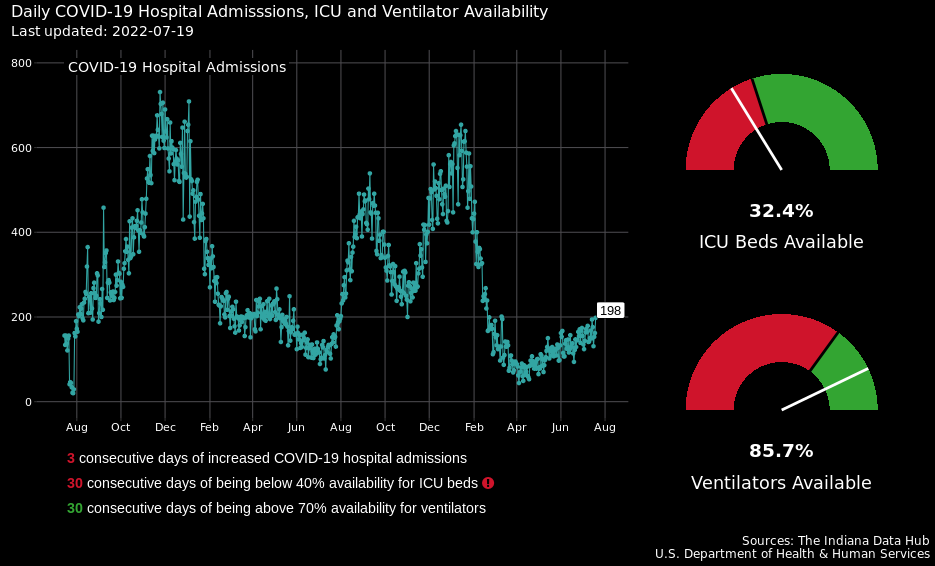 Daily COVID-19 Hospital Admisssions, ICU and Ventilator Availability
Last updated: 2022-07-19
COVID-19 Hospital Admissions
800
600
400
200
0
198
Aug Oct Dec Feb Apr Jun Aug Oct Dec Feb Apr Jun Aug
3 consecutive days of increased COVID-19 hospital admissions
30 consecutive days of being below 40% availability for ICU beds !
30 consecutive days of being above 70% availability for ventilators
32.4%
ICU Beds Available
85.7%
Ventilators Available
Sources: The Indiana Data Hub
U.S. Department of Health & Human Services